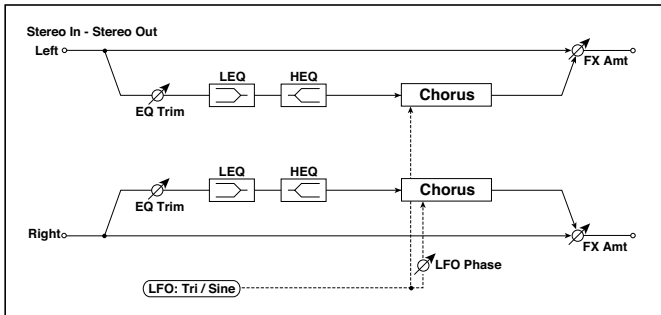 Stereo In - Stereo Out
Left
FX Amt
LEQ
HEQ
EQ Trim
Chorus
LEQ
HEQ
EQ Trim
Chorus
Right
FX Amt
LFO Phase
LFO: Tri / Sine